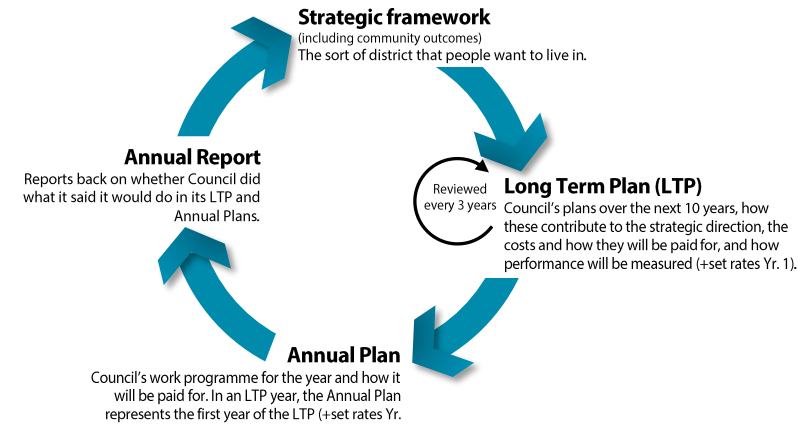 Strategic framework
(including community outcomes)
The sort of district that people want to live in.
Annual Report
Reports back on whether Council did
what it said it would do in its LTP and
Annual Plans.
Reviewed
every 3 years
Long Term Plan (LTP)
Council's plans over the next 10 years, how
these contribute to the strategic direction, the
costs and how they will be paid for, and how
performance will be measured (+set rates Yr. 1).
Annual Plan
Council's work programme for the year and how it
will be paid for. In an LTP year, the Annual Plan
represents the first year of the LTP (+set rates Yr.